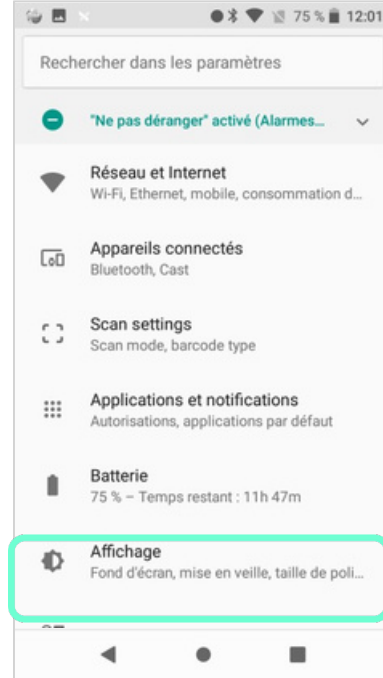 75 % 12:01
Rechercher dans les paramètres
"Ne pas déranger" activé (Alarmes...
Réseau et Internet
Wi-Fi, Ethernet, mobile, consommation d...
Appareils connectés
Bluetooth, Cast
Scan settings
Scan mode, barcode type
Applications et notifications
Autorisations, applications par défaut
Batterie
75 % – Temps restant : 11h 47m
Affichage
Fond d'écran, mise en veille, taille de poli...